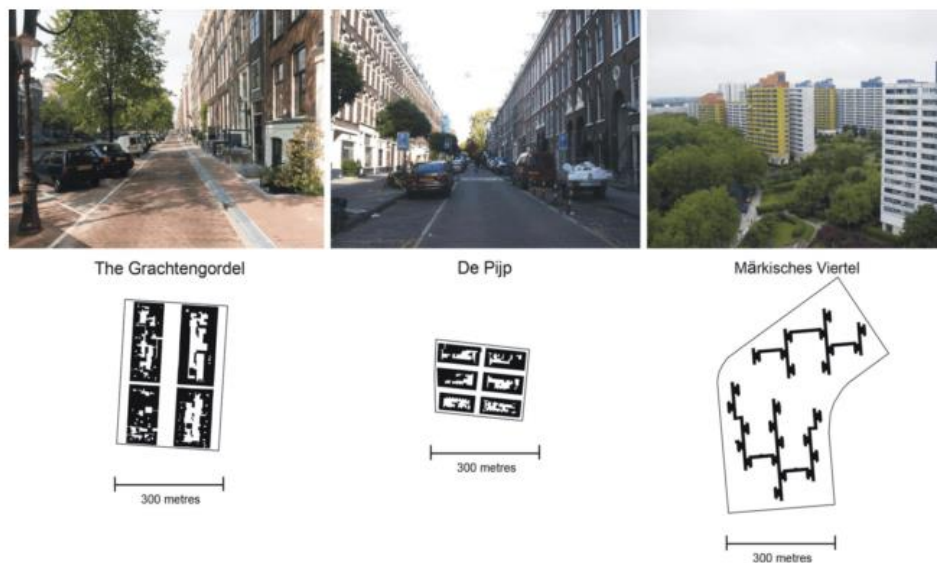 The Grachtengordel
De Pijp
Märkisches Viertel
300 metres
300 metres
300 metres